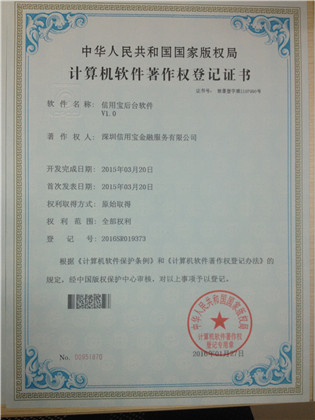 中华人民共和国国家版权局
计算机软件著作权登记证书
证书号：
软件名称： 信用宝后台软件
V1.0
著作权人： 深圳信用宝金融服务有限公司
开发完成日期： 2015年03月20日
首次发表日期： 2015年03月20日
权利取得方式： 原始取得
权利范围： 全部权利
登记号： 2016SR019373
根据《计算机软件保护条例》和《计算机软件著作权登记办法》的
规定，经中国版权保护中心审核，对以上事项予以登记。
中华人民共和国国家版权局
计算机软件著作权
登记专用章
2016年01月27日
No.